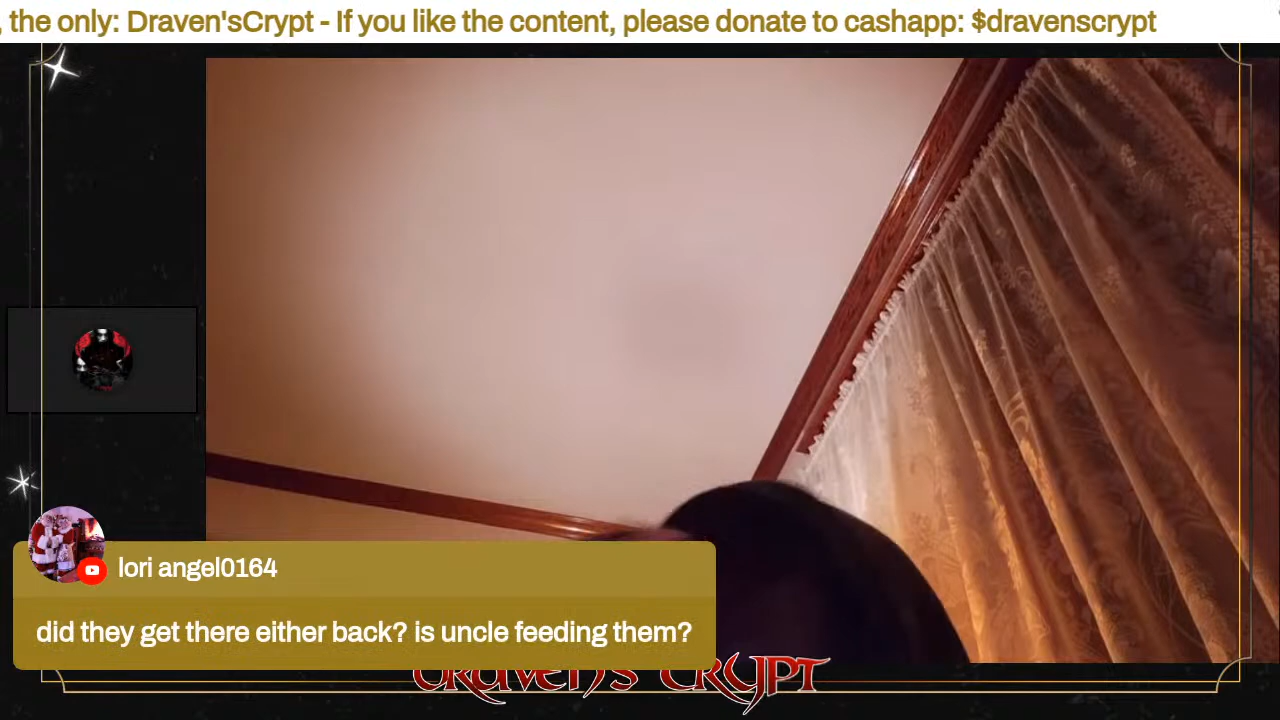 , the only: Draven'sCrypt - If you like the content, please donate to cashapp: $dravenscrypt
lori angel0164
did they get there either back? is uncle feeding them?
Draven's Crypt